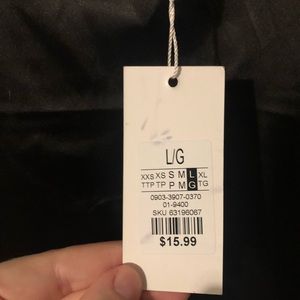 L/G
XXS XS S M L XL
TTP TP P M G TG
0903-3907-0370
01-9400
SKU 63196067
$15.99